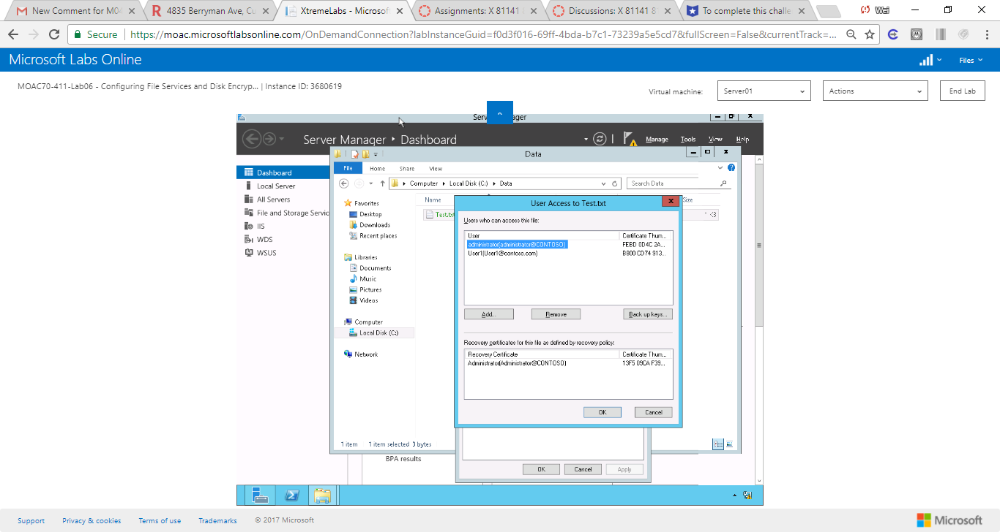 New Comment for M04
4835 Berryman Ave, Cu
XtremeLabs - Microsof
Assignments: X 81141
Discussions: X 81141 8
To complete this challe
Wei
Secure
https://moac.microsoftlabsonline.com/OnDemandConnection?labInstanceGuid=f0d3f016-69ff-4bda-b7c1-73239a5e5cd7&fullScreen=False&currentTrack=...
Microsoft Labs Online
Files
MOAC70-411-Lab06 - Configuring File Services and Disk Encryp... | Instance ID: 3680619
Virtual machine:
Server01
Actions
End Lab
Server Manager • Dashboard
Manage
Tools
View
Help
Dashboard
Local Server
All Servers
File and Storage Servic
IIS
WDS
WSUS
Data
File
Home
Share
View
Computer
Local Disk (C:)
Data
Search Data
Favorites
Desktop
Downloads
Recent places
Libraries
Documents
Music
Pictures
Videos
Computer
Local Disk (C:)
Network
Name
Size
Test.txt
1 item
1 item selected 3 bytes
User Access to Test.txt
Users who can access this file:
User
Certificate Thum...
administrator(administrator@CONTOSO)
FEBD 0D4C 2A...
User1(User1@contoso.com)
B800 CD74 913...
Add...
Remove
Back up keys...
Recovery certificates for this file as defined by recovery policy:
Recovery Certificate
Certificate Thum...
Administrator(Administrator@CONTOSO)
13F5 09CA F39...
OK
Cancel
OK
Cancel
Apply
BPA results
Support
Privacy & cookies
Terms of use
Trademarks
© 2017 Microsoft
Microsoft